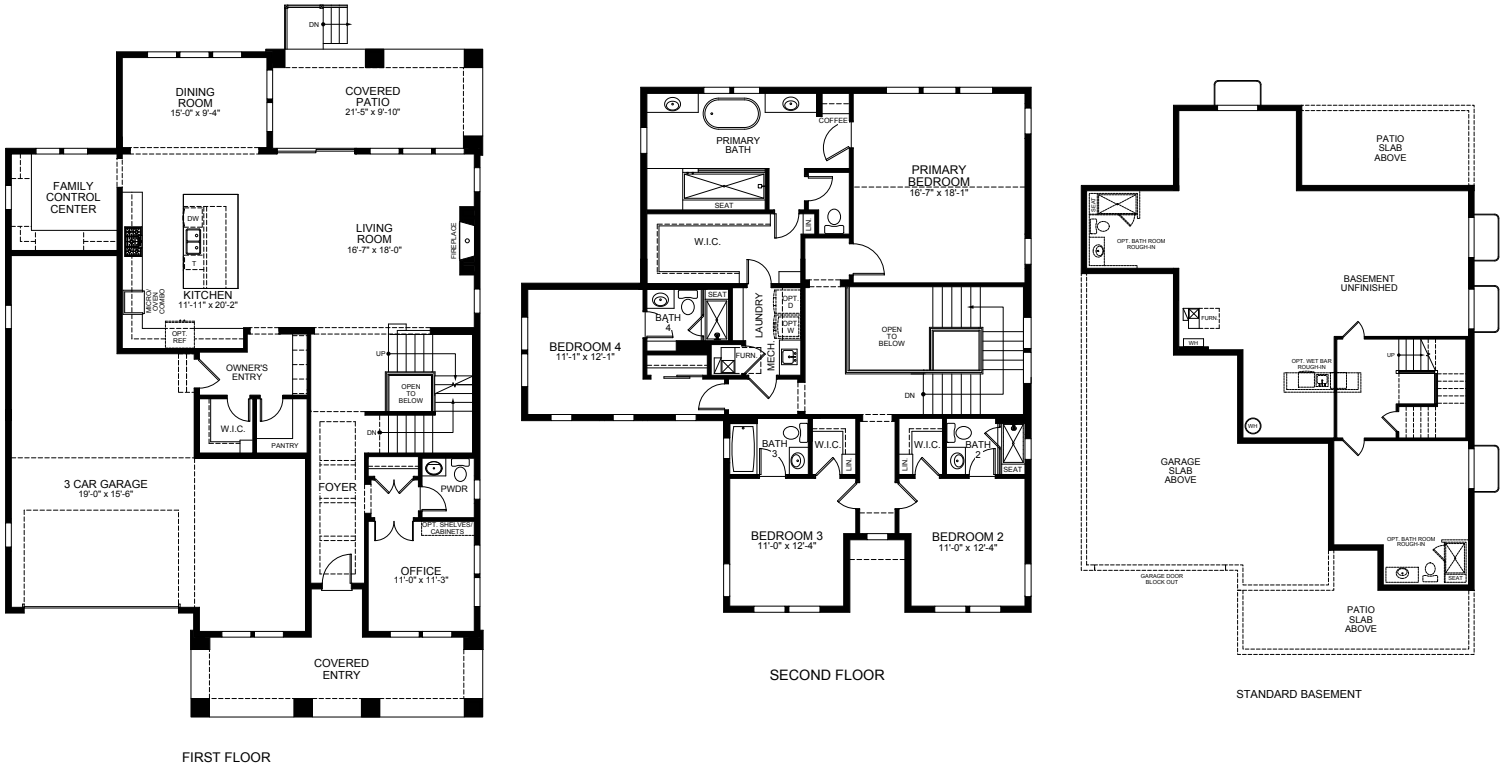 DN
DINING
ROOM
15'-0" x 9'-4"
COVERED
PATIO
21'-5" x 9'-10"
FAMILY
CONTROL
CENTER
DW
T
KITCHEN
11'-11" x 20'-2"
MICRO/
OVEN
COMBO
OPT.
REF
LIVING
ROOM
16'-7" x 18'-0"
FIREPLACE
OWNER'S
ENTRY
W.I.C.
PANTRY
UP
OPEN
TO
BELOW
DN
3 CAR GARAGE
19'-0" x 15'-6"
FOYER
PWDR
OPT. SHELVES/
CABINETS
OFFICE
11'-0" x 11'-3"
COVERED
ENTRY
FIRST FLOOR
PRIMARY
BATH
COFFEE
SEAT
LIN.
W.I.C.
PRIMARY
BEDROOM
16'-7" x 18'-1"
BEDROOM 4
11'-1" x 12'-1"
BATH
4
SEAT
LAUNDRY
OPT.
D
OPT.
W
FURN.
MECH.
OPEN
TO
BELOW
DN
BATH
3
W.I.C.
LIN.
W.I.C.
LIN.
BATH
2
SEAT
BEDROOM 3
11'-0" x 12'-4"
BEDROOM 2
11'-0" x 12'-4"
SECOND FLOOR
PATIO
SLAB
ABOVE
SEAT
OPT. BATH ROOM
ROUGH-IN
BASEMENT
UNFINISHED
FURN.
WH
OPT. WET BAR
ROUGH-IN
UP
WH
GARAGE
SLAB
ABOVE
OPT. BATH ROOM
ROUGH-IN
SEAT
GARAGE DOOR
BLOCK OUT
PATIO
SLAB
ABOVE
STANDARD BASEMENT